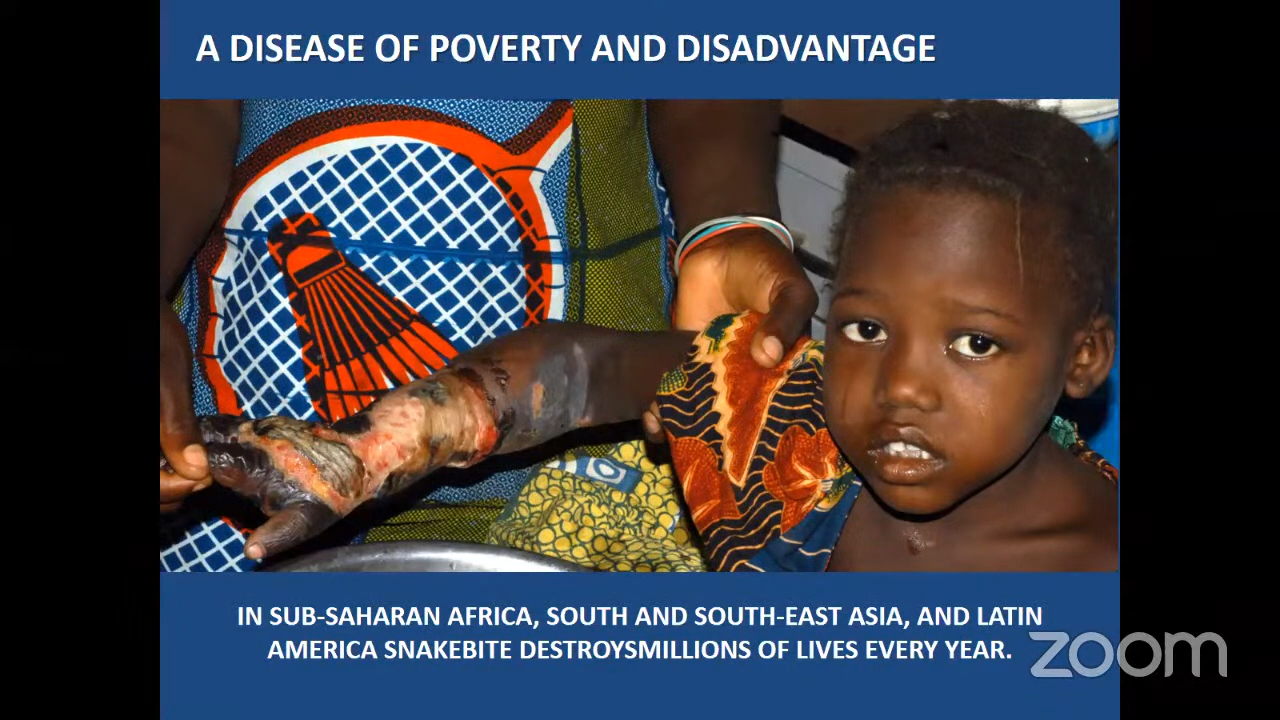 A DISEASE OF POVERTY AND DISADVANTAGE
IN SUB-SAHARAN AFRICA, SOUTH AND SOUTH-EAST ASIA, AND LATIN
AMERICA SNAKEBITE DESTROYSMILLIONS OF LIVES EVERY YEAR.
zoom